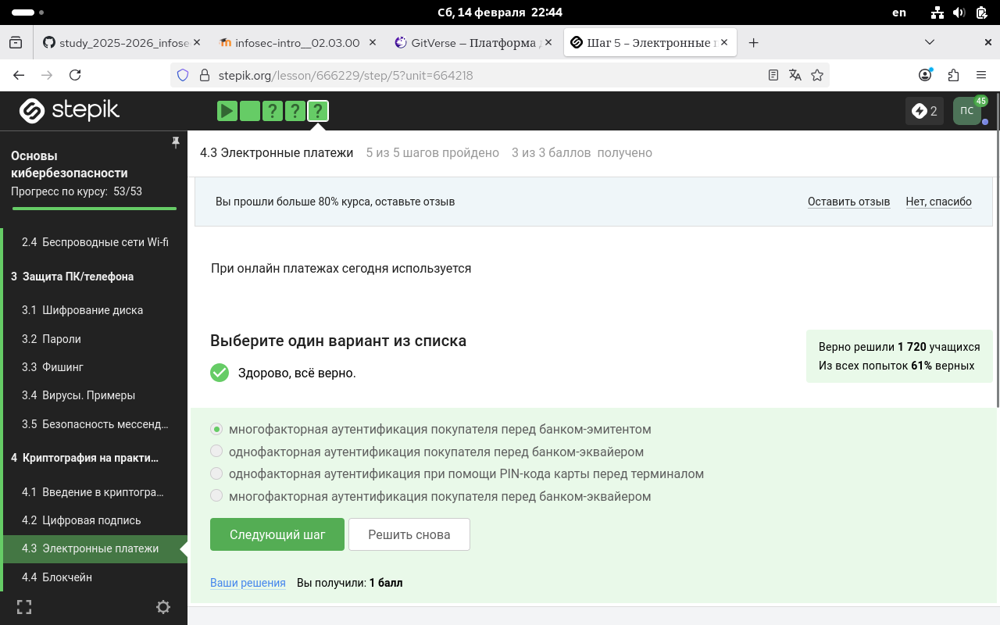 Сб, 14 февраля 22:44
en
study_2025-2026_infose
infosec-intro__02.03.00
GitVerse — Платформа
Шаг 5 – Электронные
stepik.org/lesson/666229/step/5?unit=664218
stepik
? ? ?
2
ПС
45
Основы
кибербезопасности
Прогресс по курсу: 53/53
2.4 Беспроводные сети Wi-fi
3 Защита ПК/телефона
3.1 Шифрование диска
3.2 Пароли
3.3 Фишинг
3.4 Вирусы. Примеры
3.5 Безопасность мессенд…
4 Криптография на практи…
4.1 Введение в криптогра…
4.2 Цифровая подпись
4.3 Электронные платежи
4.4 Блокчейн
4.3 Электронные платежи 5 из 5 шагов пройдено 3 из 3 баллов получено
Вы прошли больше 80% курса, оставьте отзыв
Оставить отзыв
Нет, спасибо
При онлайн платежах сегодня используется
Выберите один вариант из списка
Здорово, всё верно.
Верно решили 1 720 учащихся
Из всех попыток 61% верных
многофакторная аутентификация покупателя перед банком-эмитентом
однофакторная аутентификация покупателя перед банком-эквайером
однофакторная аутентификация при помощи PIN-кода карты перед терминалом
многофакторная аутентификация покупателя перед банком-эквайером
Следующий шаг
Решить снова
Ваши решения Вы получили: 1 балл